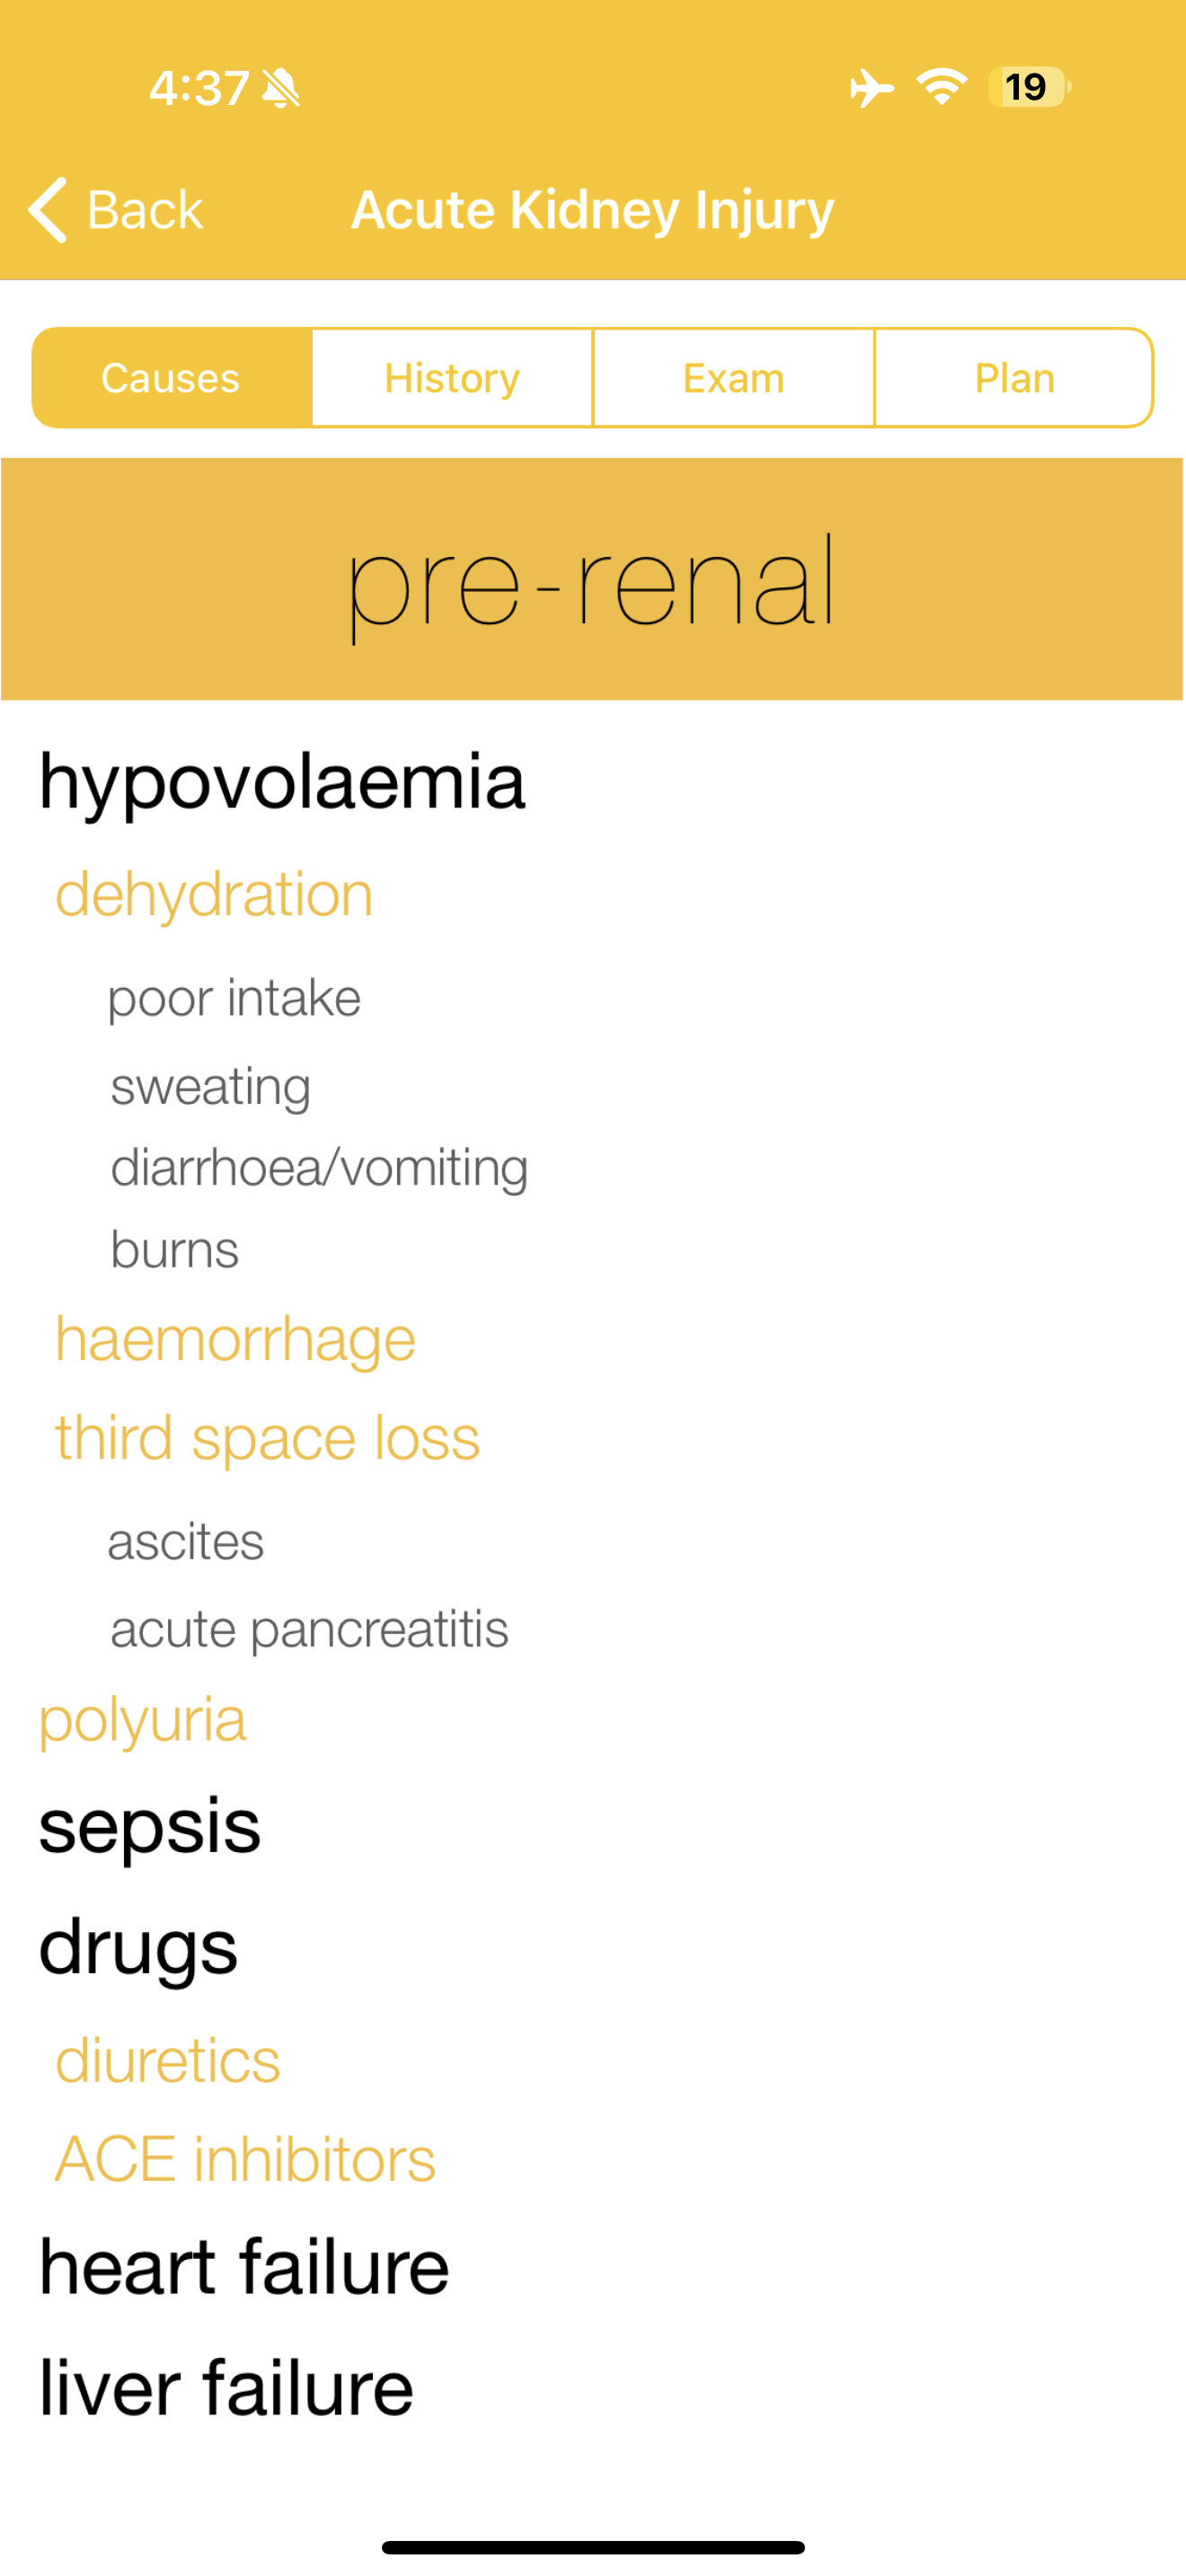 4:37
19
Back
Acute Kidney Injury
Causes
History
Exam
Plan
pre-renal
hypovolaemia
dehydration
poor intake
sweating
diarrhoea/vomiting
burns
haemorrhage
third space loss
ascites
acute pancreatitis
polyuria
sepsis
drugs
diuretics
ACE inhibitors
heart failure
liver failure